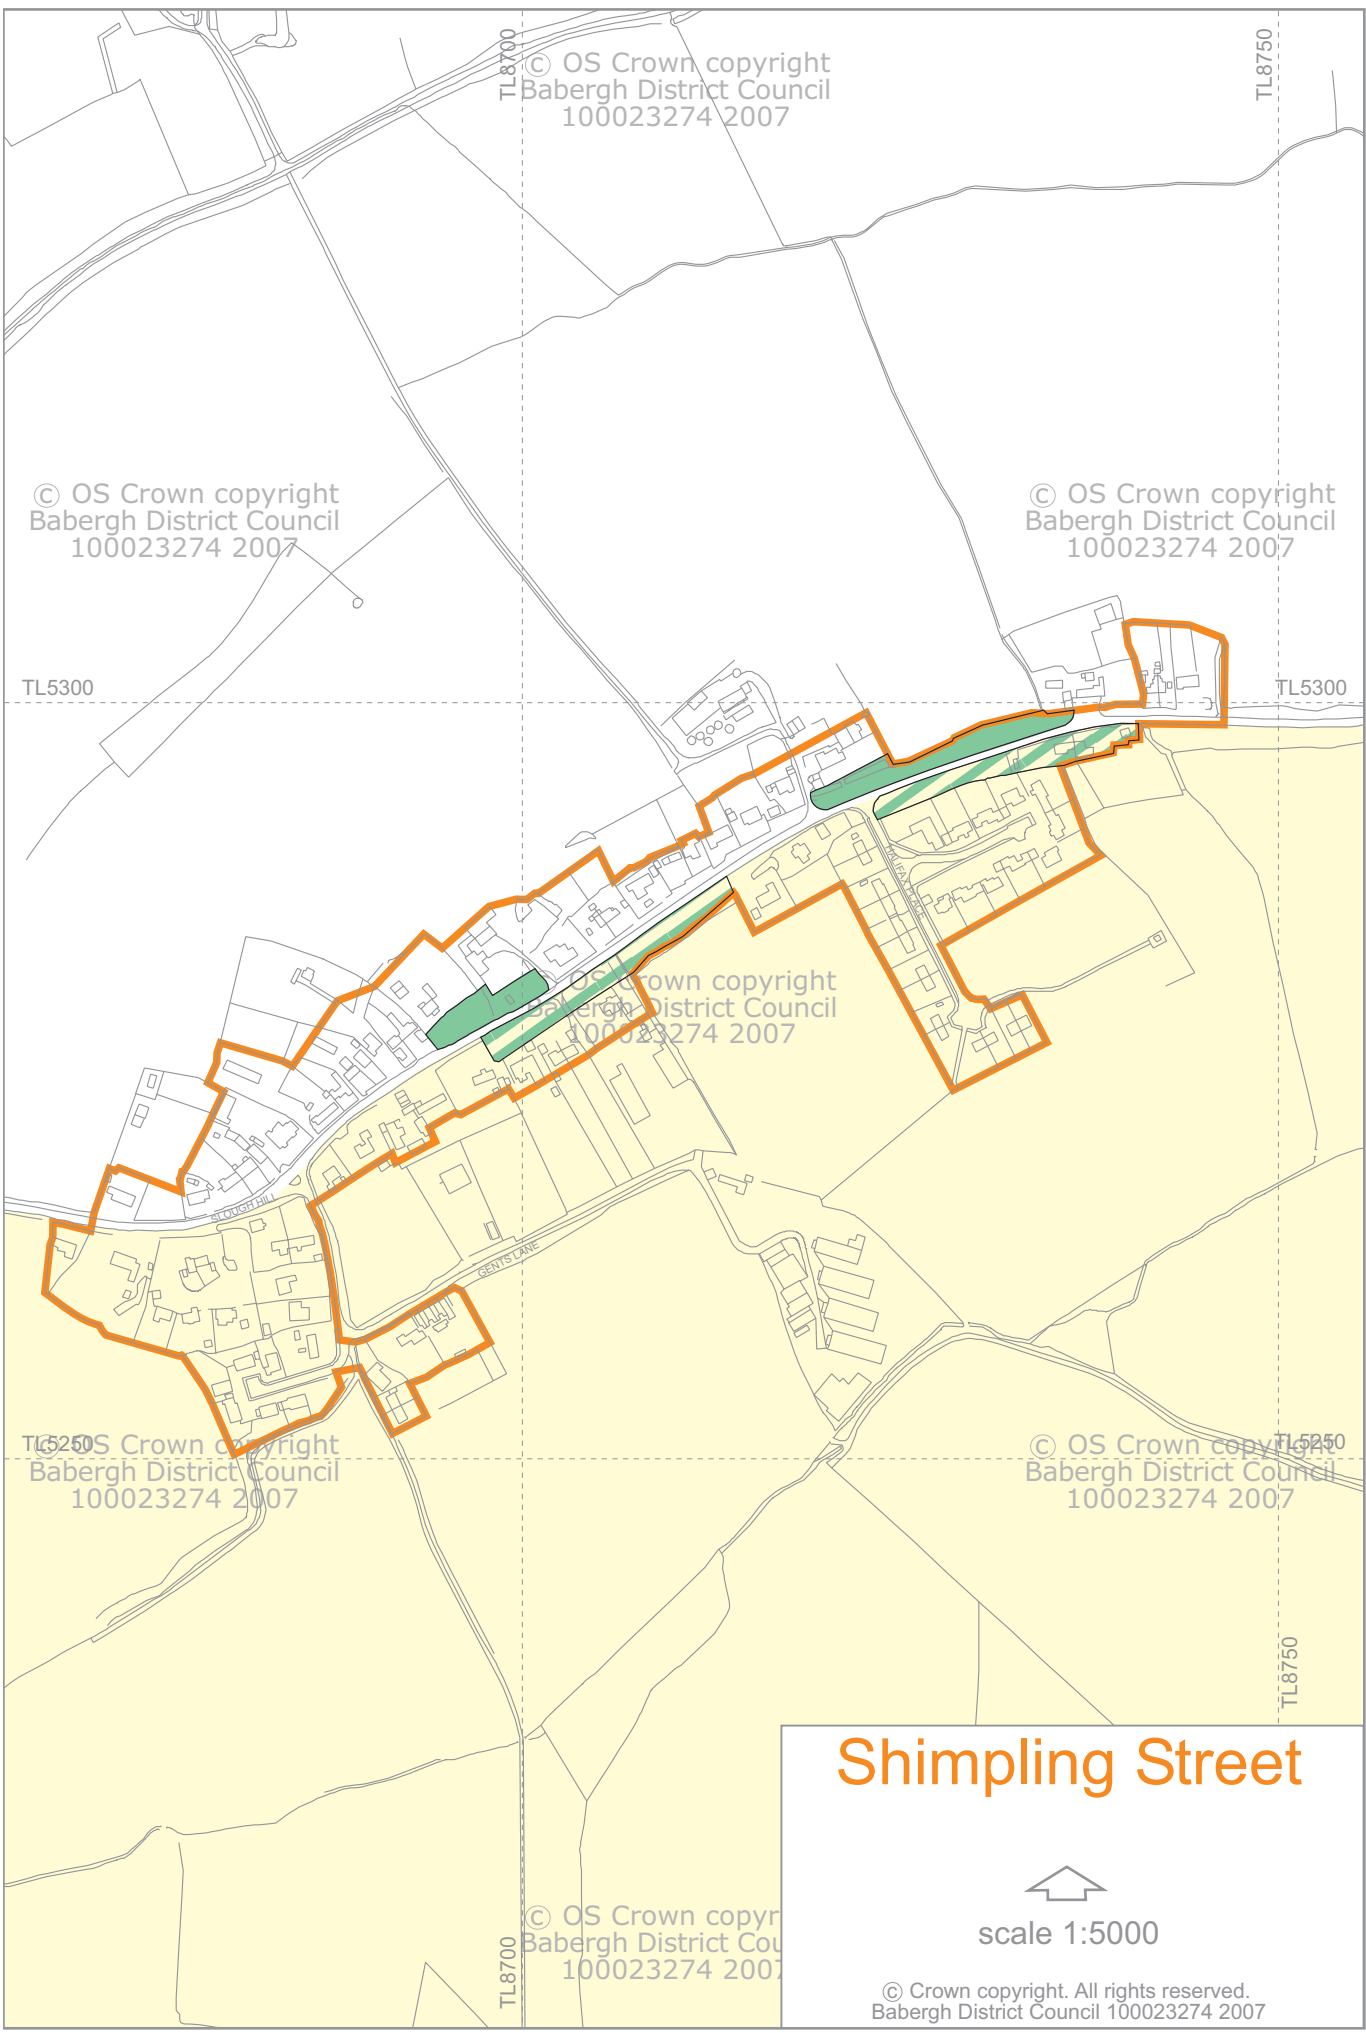 TL8700
TL8750
© OS Crown copyright
Babergh District Council
100023274 2007
© OS Crown copyright
Babergh District Council
100023274 2007
© OS Crown copyright
Babergh District Council
100023274 2007
TL5300
TL5300
HALIFAX PLACE
© OS Crown copyright
Babergh District Council
100023274 2007
SLOUGH HILL
GENTS LANE
TL5250
© OS Crown copyright
Babergh District Council
100023274 2007
TL5250
© OS Crown copyright
Babergh District Council
100023274 2007
TL8750
Shimpling Street
scale 1:5000
© Crown copyright. All rights reserved.
Babergh District Council 100023274 2007
TL8700
© OS Crown copyr
Babergh District Cou
100023274 2007